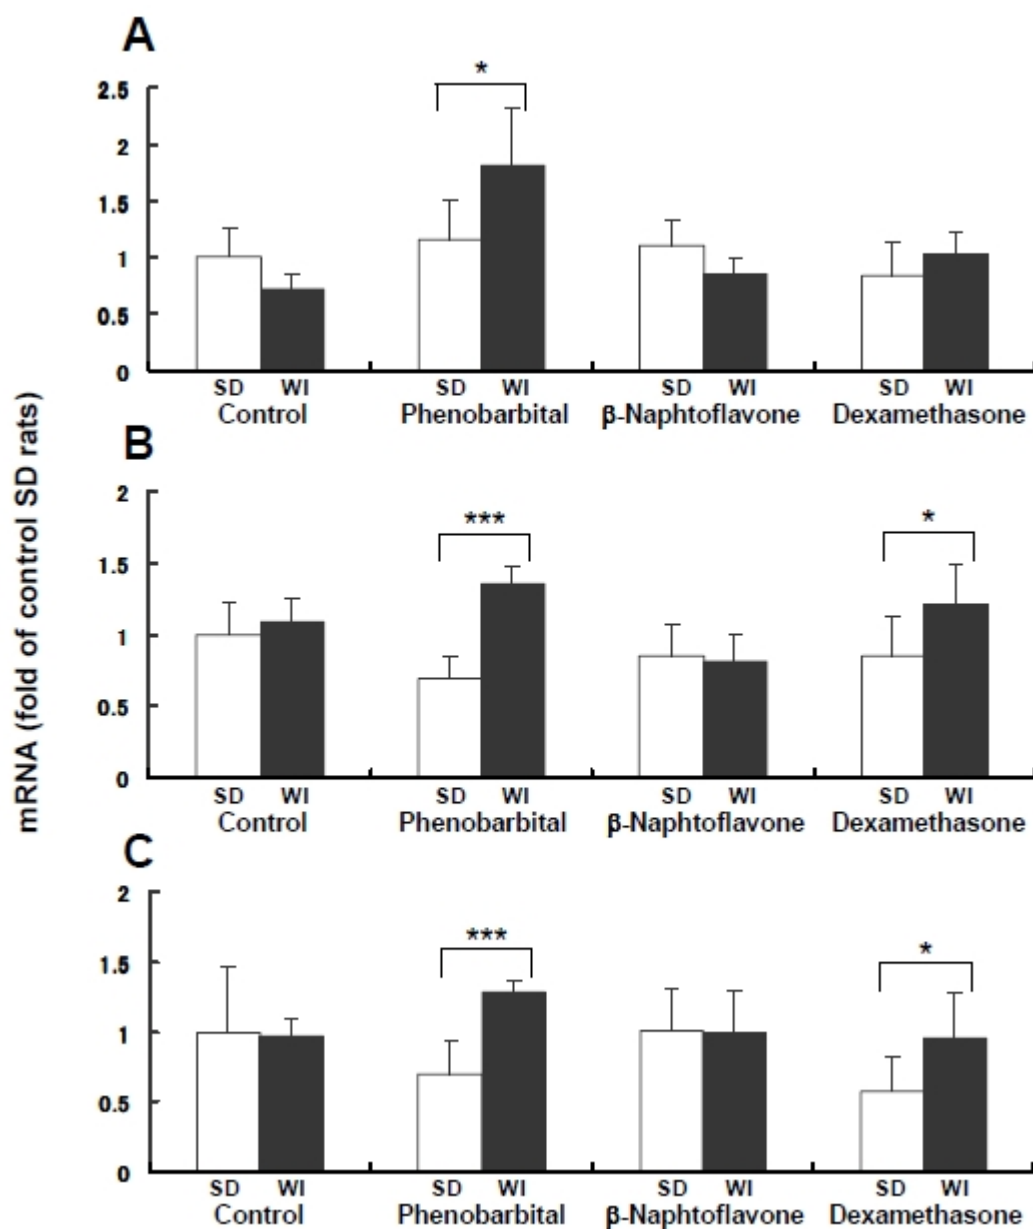 mRNA (fold of control SD rats)
A
*
2.5
2
1.5
1
0.5
0
SD WI SD WI SD WI SD WI
Control Phenobarbital β-Naphtoflavone Dexamethasone
B
*** *
2
1.5
1
0.5
0
SD WI SD WI SD WI SD WI
Control Phenobarbital β-Naphtoflavone Dexamethasone
C
*** *
2
1.5
1
0.5
0
SD WI SD WI SD WI SD WI
Control Phenobarbital β-Naphtoflavone Dexamethasone